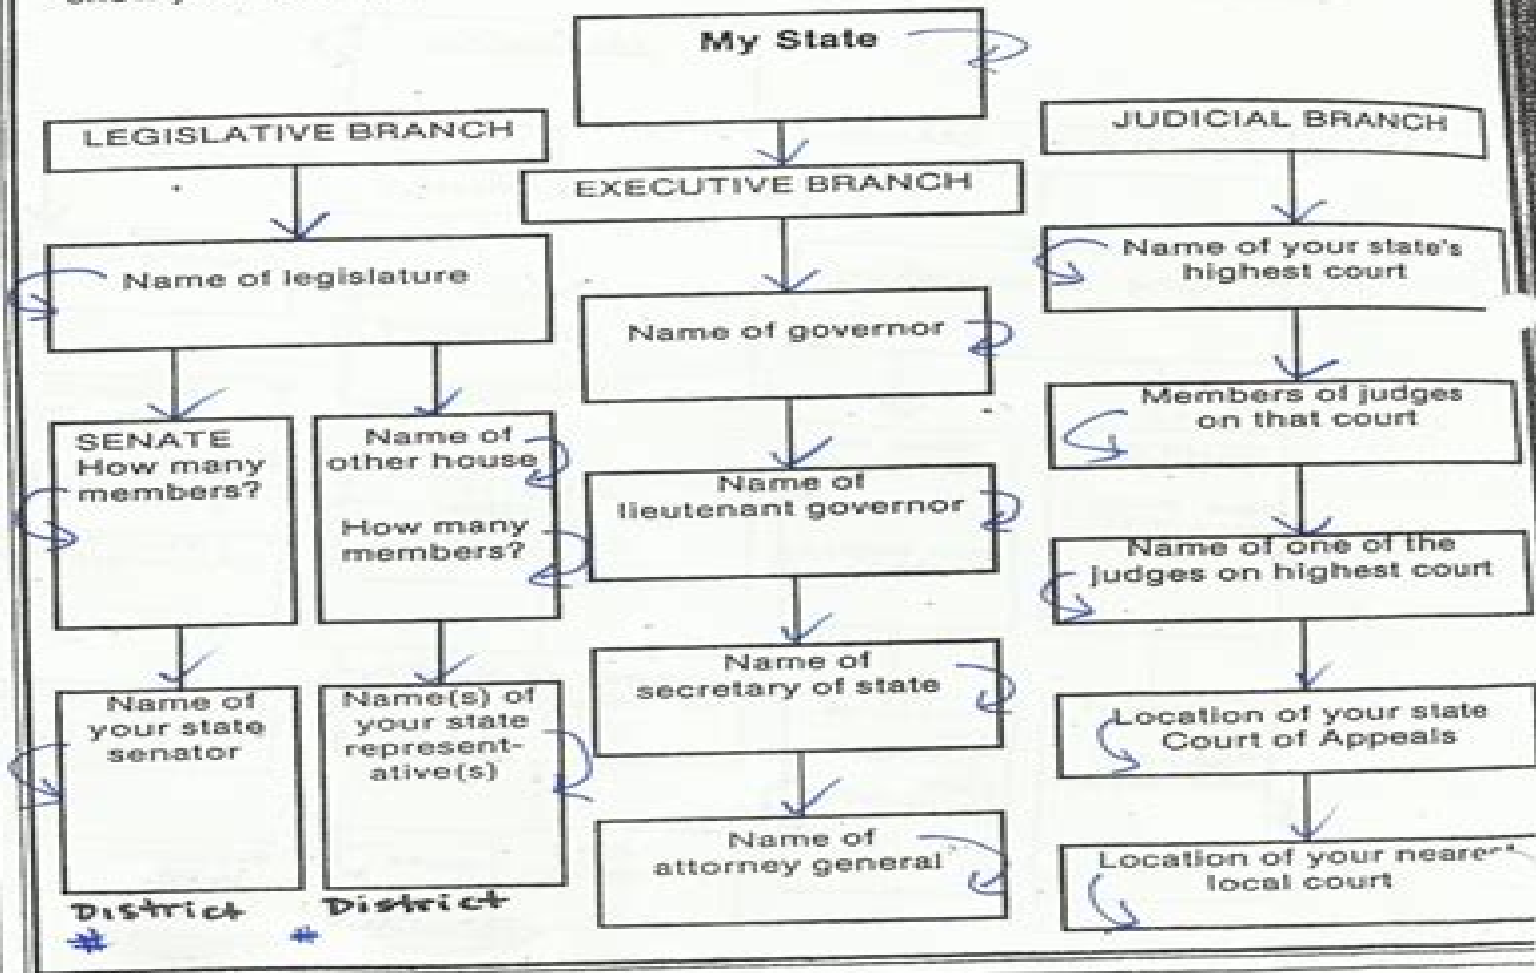 My State
LEGISLATIVE BRANCH
Name of legislature
SENATE
How many
members?
Name of
your state
senator
District
#
Name of
other house
How many
members?
Name(s) of
your state
represent-
ative(s)
District
#
EXECUTIVE BRANCH
Name of governor
Name of
lieutenant governor
Name of
secretary of state
Name of
attorney general
JUDICIAL BRANCH
Name of your state's
highest court
Members of judges
on that court
Name of one of the
judges on highest court
Location of your state
Court of Appeals
Location of your nearest
local court